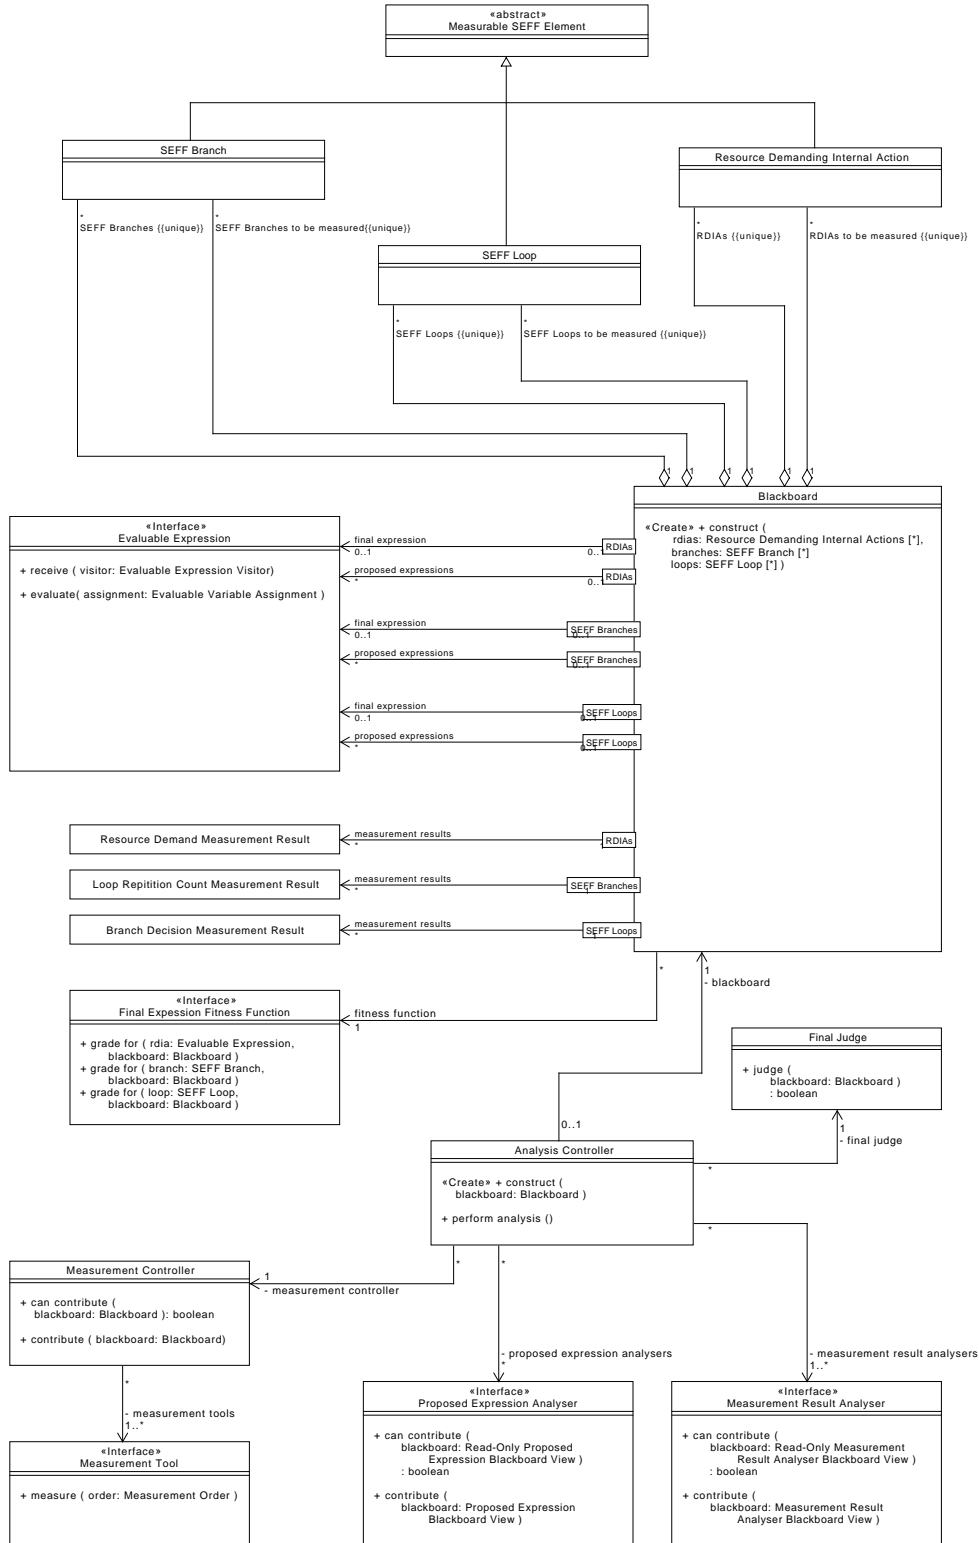 «abstract»
Measurable SEFF Element
SEFF Branch
Resource Demanding Internal Action
*
SEFF Branches {{unique}}
*
SEFF Branches to be measured{{unique}}
*
RDIAs {{unique}}
*
RDIAs to be measured {{unique}}
SEFF Loop
*
SEFF Loops {{unique}}
*
SEFF Loops to be measured {{unique}}
1
1
1
1
1
1
Blackboard
«Create» + construct (
rdias: Resource Demanding Internal Actions [*],
branches: SEFF Branch [*]
loops: SEFF Loop [*] )
«Interface»
Evaluable Expression
+ receive ( visitor: Evaluable Expression Visitor)
+ evaluate( assignment: Evaluable Variable Assignment )
final expression
0..1
0..1
RDIAs
proposed expressions
*
0..1
RDIAs
final expression
0..1
0..1
SEFF Branches
proposed expressions
*
0..1
SEFF Branches
final expression
0..1
0..1
SEFF Loops
proposed expressions
*
0..1
SEFF Loops
Resource Demand Measurement Result
measurement results
*
RDIAs
Loop Repitition Count Measurement Result
measurement results
*
1
SEFF Branches
Branch Decision Measurement Result
measurement results
*
1
SEFF Loops
*
1
- blackboard
«Interface»
Final Expession Fitness Function
+ grade for ( rdia: Evaluable Expression,
blackboard: Blackboard )
+ grade for ( branch: SEFF Branch,
blackboard: Blackboard )
+ grade for ( loop: SEFF Loop,
blackboard: Blackboard )
fitness function
1
Final Judge
+ judge (
blackboard: Blackboard )
: boolean
0..1
1
- final judge
Analysis Controller
«Create» + construct (
blackboard: Blackboard )
+ perform analysis ()
*
*
*
*
Measurement Controller
+ can contribute (
blackboard: Blackboard ): boolean
+ contribute ( blackboard: Blackboard)
1
- measurement controller
- proposed expression analysers
*
- measurement result analysers
1..*
*
- measurement tools
1..*
«Interface»
Measurement Tool
+ measure ( order: Measurement Order )
«Interface»
Proposed Expression Analyser
+ can contribute (
blackboard: Read-Only Proposed
Expression Blackboard View )
: boolean
+ contribute (
blackboard: Proposed Expression
Blackboard View )
«Interface»
Measurement Result Analyser
+ can contribute (
blackboard: Read-Only Measurement
Result Analyser Blackboard View )
: boolean
+ contribute (
blackboard: Measurement Result
Analyser Blackboard View )